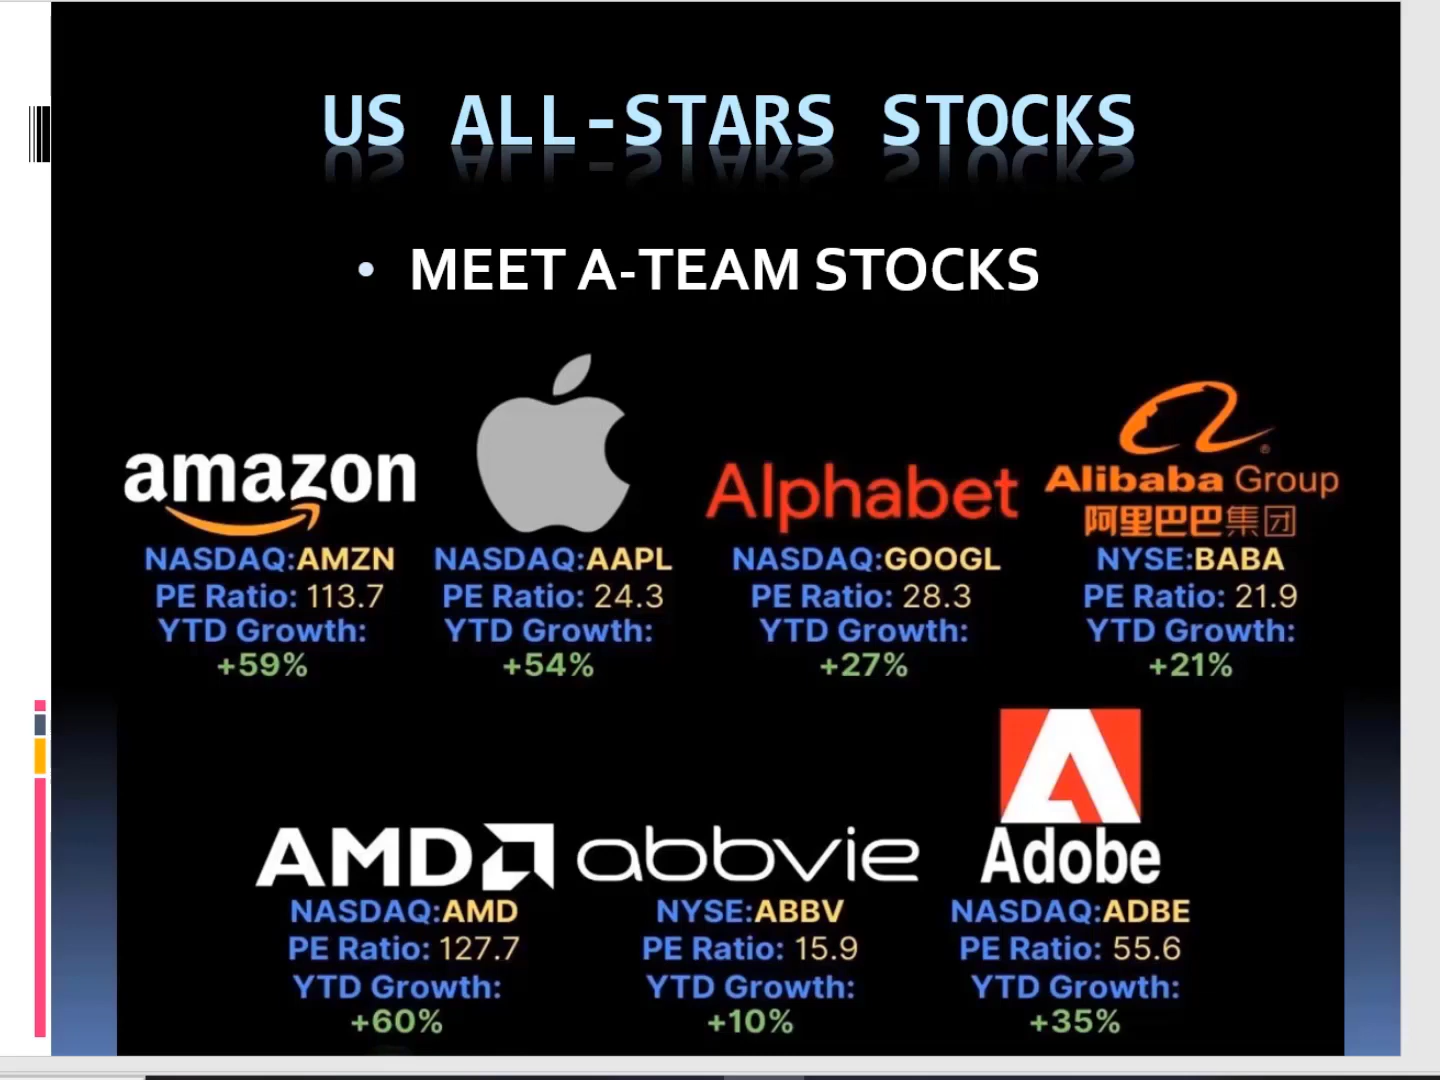 US ALL-STARS STOCKS
• MEET A-TEAM STOCKS
amazon
NASDAQ:AMZN
PE Ratio: 113.7
YTD Growth:
+59%
NASDAQ:AAPL
PE Ratio: 24.3
YTD Growth:
+54%
Alphabet
NASDAQ:GOOGL
PE Ratio: 28.3
YTD Growth:
+27%
Alibaba Group
阿里巴巴集团
NYSE:BABA
PE Ratio: 21.9
YTD Growth:
+21%
AMD
NASDAQ:AMD
PE Ratio: 127.7
YTD Growth:
+60%
abbvie
NYSE:ABBV
PE Ratio: 15.9
YTD Growth:
+10%
Adobe
NASDAQ:ADBE
PE Ratio: 55.6
YTD Growth:
+35%